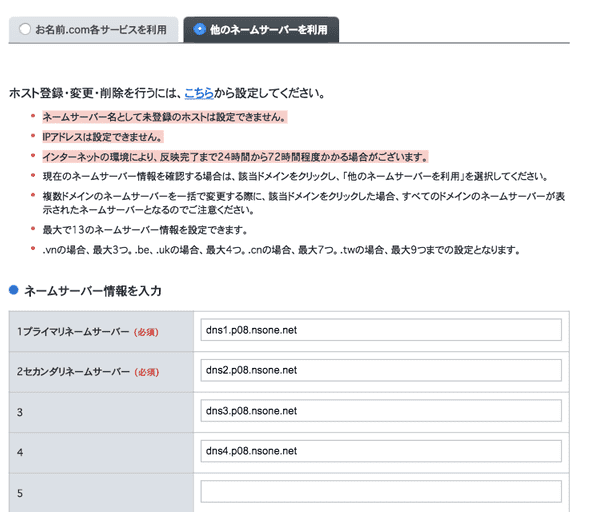 お名前.com各サービスを利用 他のネームサーバーを利用
ホスト登録・変更・削除を行うには、こちらから設定してください。
ネームサーバー名として未登録のホストは設定できません。
IPアドレスは設定できません。
インターネットの環境により、反映完了まで24時間から72時間程度かかる場合がございます。
現在のネームサーバー情報を確認する場合は、該当ドメインをクリックし、「他のネームサーバーを利用」を選択してください。
複数ドメインのネームサーバーを一括で変更する際に、該当ドメインをクリックした場合、すべてのドメインのネームサーバーが表
示されたネームサーバーとなるのでご注意ください。
最大で13のネームサーバー情報を設定できます。
.vnの場合、最大3つ。.be、.ukの場合、最大4つ。.cnの場合、最大7つ。.twの場合、最大9つまでの設定となります。
ネームサーバー情報を入力
1プライマリネームサーバー (必須) dns1.p08.nsone.net
2セカンダリネームサーバー (必須) dns2.p08.nsone.net
3 dns3.p08.nsone.net
4 dns4.p08.nsone.net
5